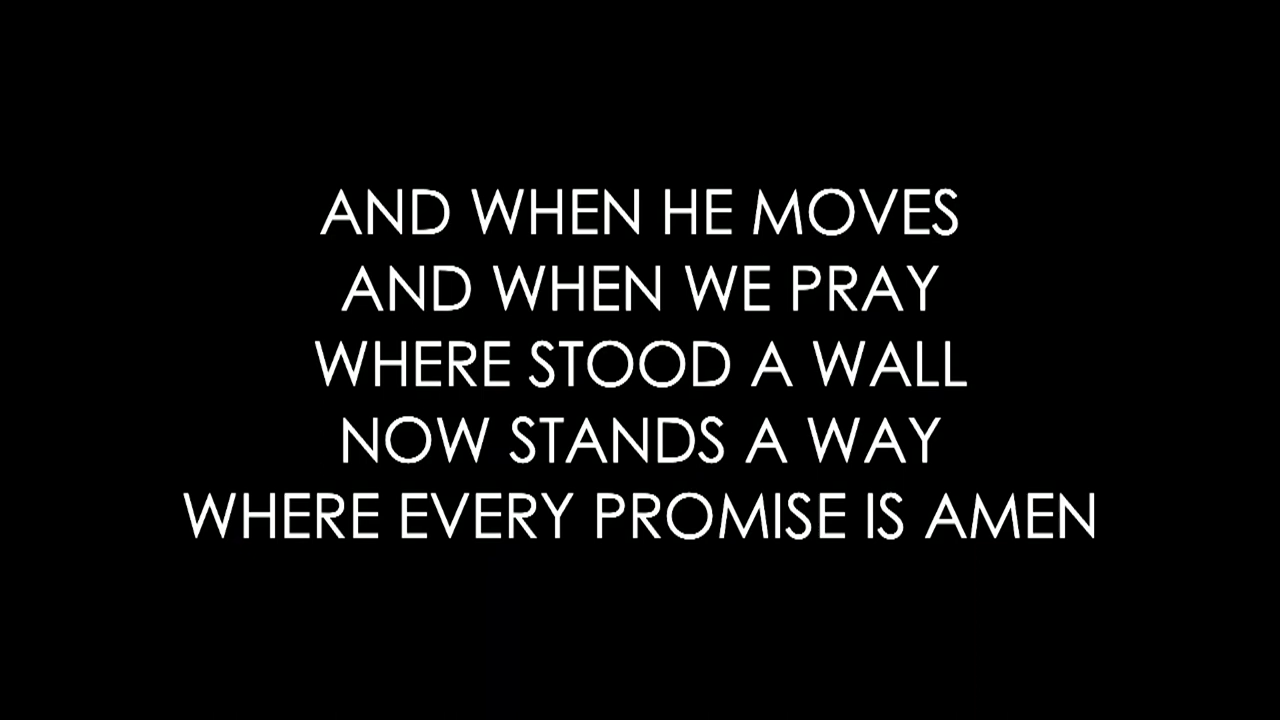 AND WHEN HE MOVES
AND WHEN WE PRAY
WHERE STOOD A WALL
NOW STANDS A WAY
WHERE EVERY PROMISE IS AMEN